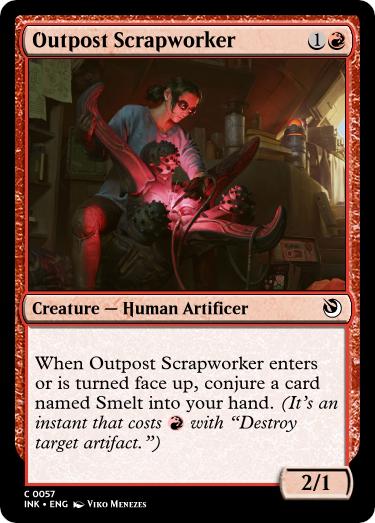 Outpost Scrapworker 1
Creature — Human Artificer
When Outpost Scrapworker enters
or is turned face up, conjure a card
named Smelt into your hand. (It's an
instant that costs with “Destroy
target artifact.”)
2/1
C 0057
INK • ENG Viko Menezes